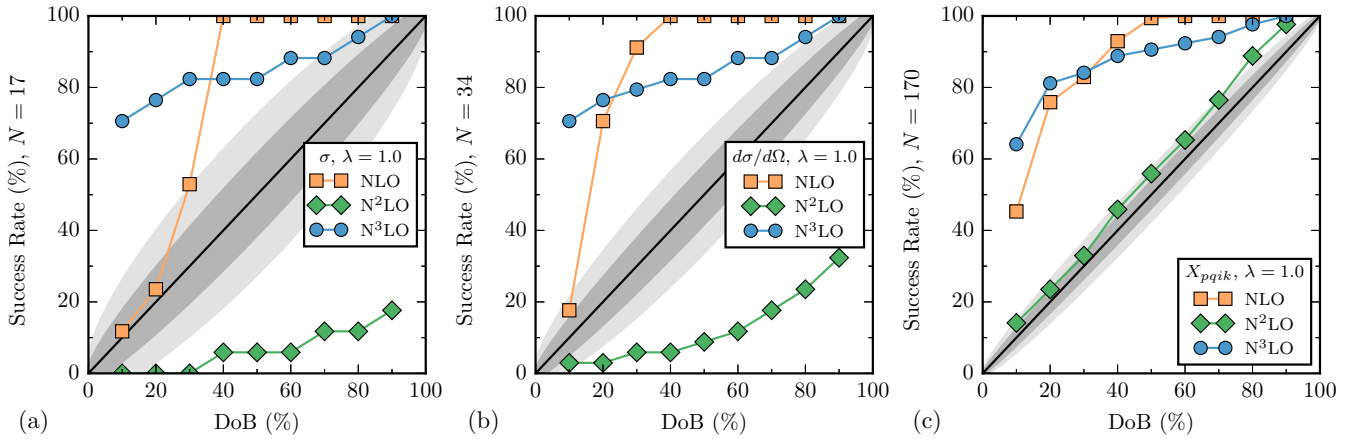 Success Rate (%), N = 17
100
80
60
40
20
0
0 20 40 60 80 100
DoB (%)
(a)
σ, λ = 1.0
NLO
N²LO
N³LO
Success Rate (%), N = 34
100
80
60
40
20
0
0 20 40 60 80 100
DoB (%)
(b)
dσ/dΩ, λ = 1.0
NLO
N²LO
N³LO
Success Rate (%), N = 170
100
80
60
40
20
0
0 20 40 60 80 100
DoB (%)
(c)
X_{pqik}, λ = 1.0
NLO
N²LO
N³LO